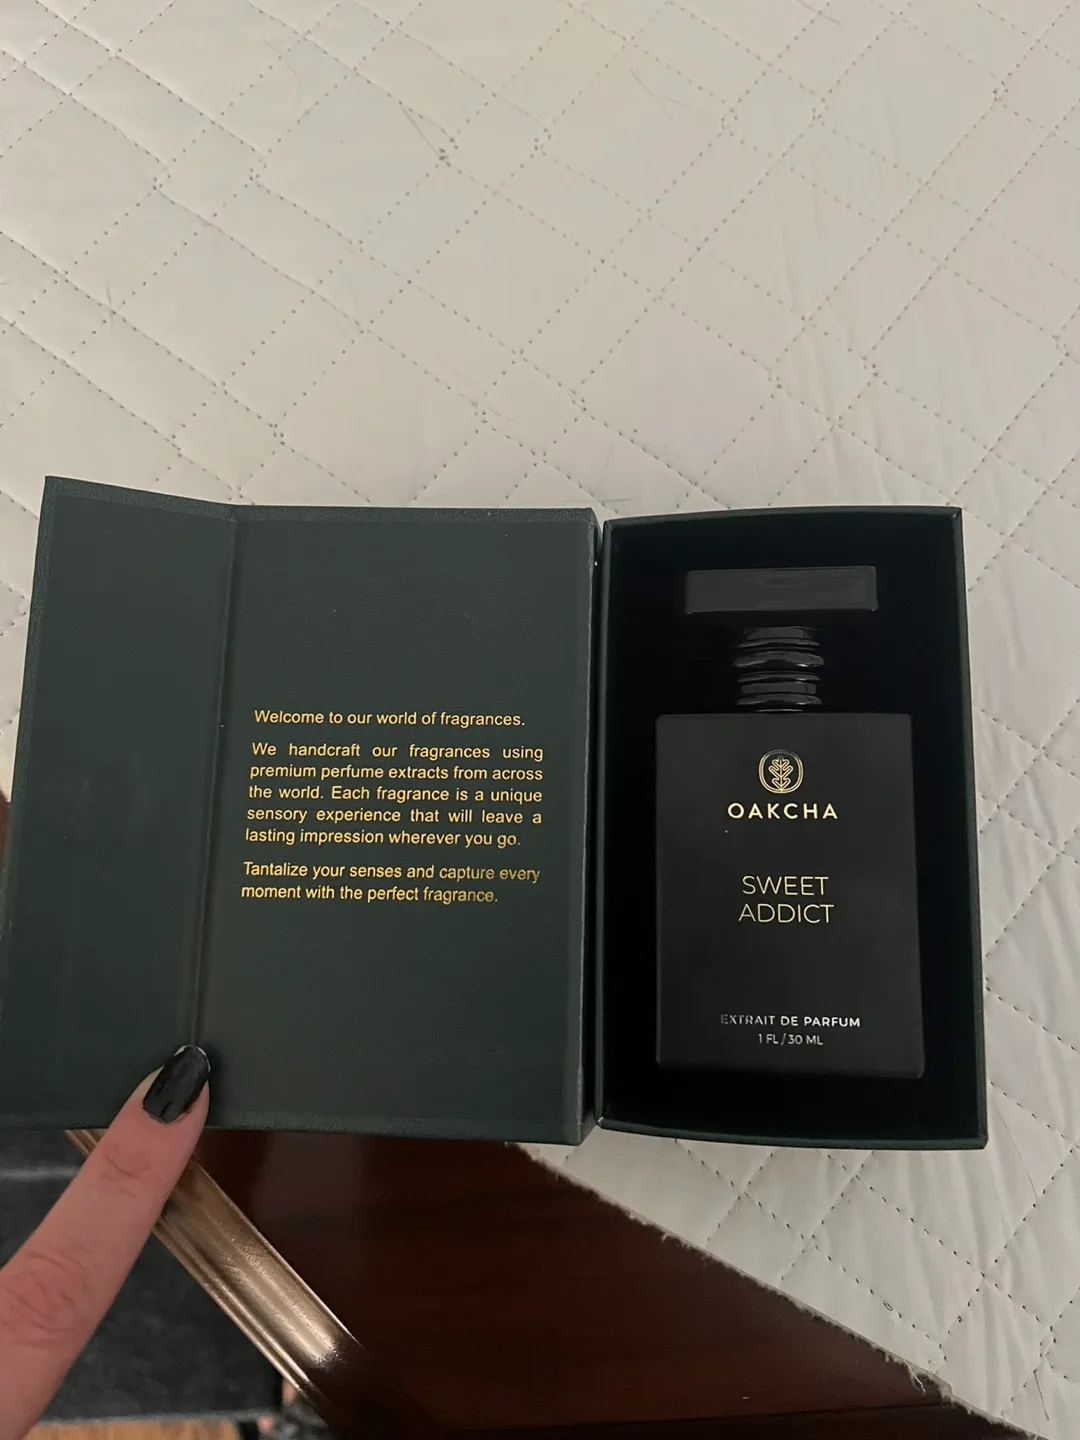 Welcome to our world of fragrances.
We handcraft our fragrances using
premium perfume extracts from across
the world. Each fragrance is a unique
sensory experience that will leave a
lasting impression wherever you go.
Tantalize your senses and capture every
moment with the perfect fragrance.
OAKCHA
SWEET
ADDICT
EXTRAIT DE PARFUM
1 FL / 30 ML